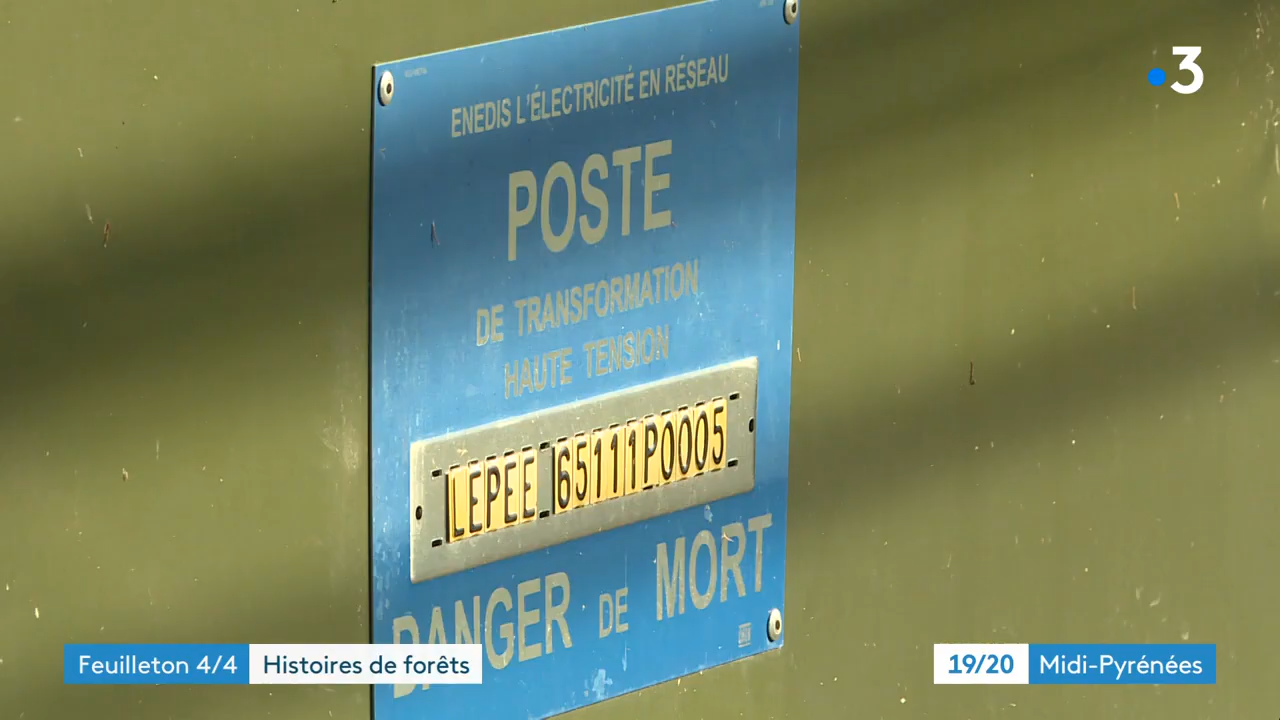 3
ENEDIS L'ÉLECTRICITÉ EN RÉSEAU
POSTE
DE TRANSFORMATION
HAUTE TENSION
LEPEE 65111P0005
DANGER DE MORT
Feuilleton 4/4 Histoires de forêts
19/20 Midi-Pyrénées